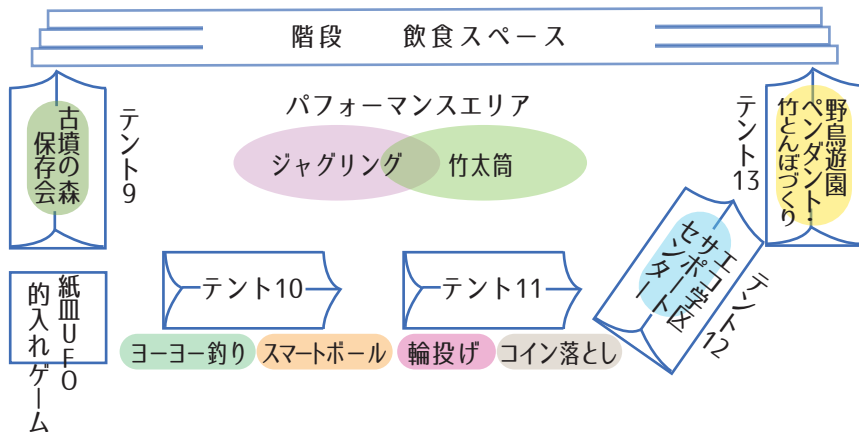 階段　飲食スペース
パフォーマンスエリア
ジャグリング
竹太筒
古墳の森
保存会
テント9
テント13
野鳥遊園
ペンダント・
竹とんぼづくり
テント10
テント11
エコ学区
サポート
センター
テント12
紙皿UFO
的入れゲーム
ヨーヨー釣り
スマートボール
輪投げ
コイン落とし